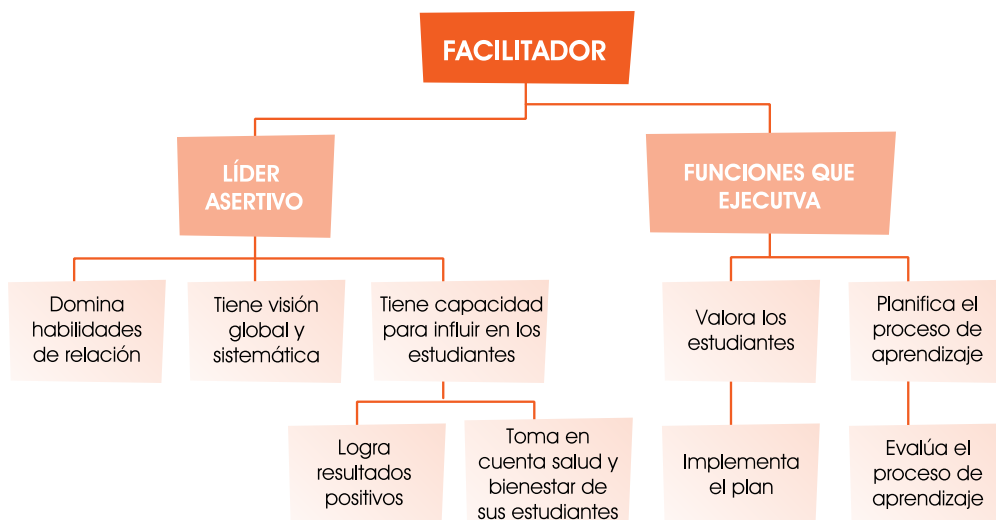 FACILITADOR
LÍDER
ASERTIVO
FUNCIONES QUE
EJECUTVA
Domina
habilidades
de relación
Tiene visión
global y
sistemática
Tiene capacidad
para influir en los
estudiantes
Valora los
estudiantes
Planifica el
proceso de
aprendizaje
Logra
resultados
positivos
Toma en
cuenta salud y
bienestar de
sus estudiantes
Implementa
el plan
Evalúa el
proceso de
aprendizaje